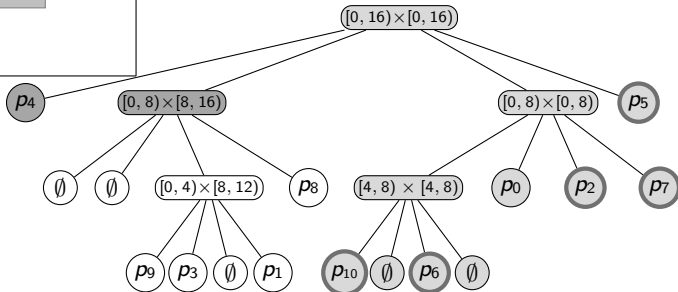 [0, 16)×[0, 16)
p4 [0, 8)×[8, 16) [0, 8)×[0, 8) p5
∅ ∅ [0, 4)×[8, 12) p8 [4, 8) × [4, 8) p0 p2 p7
p9 p3 ∅ p1 p10 ∅ p6 ∅